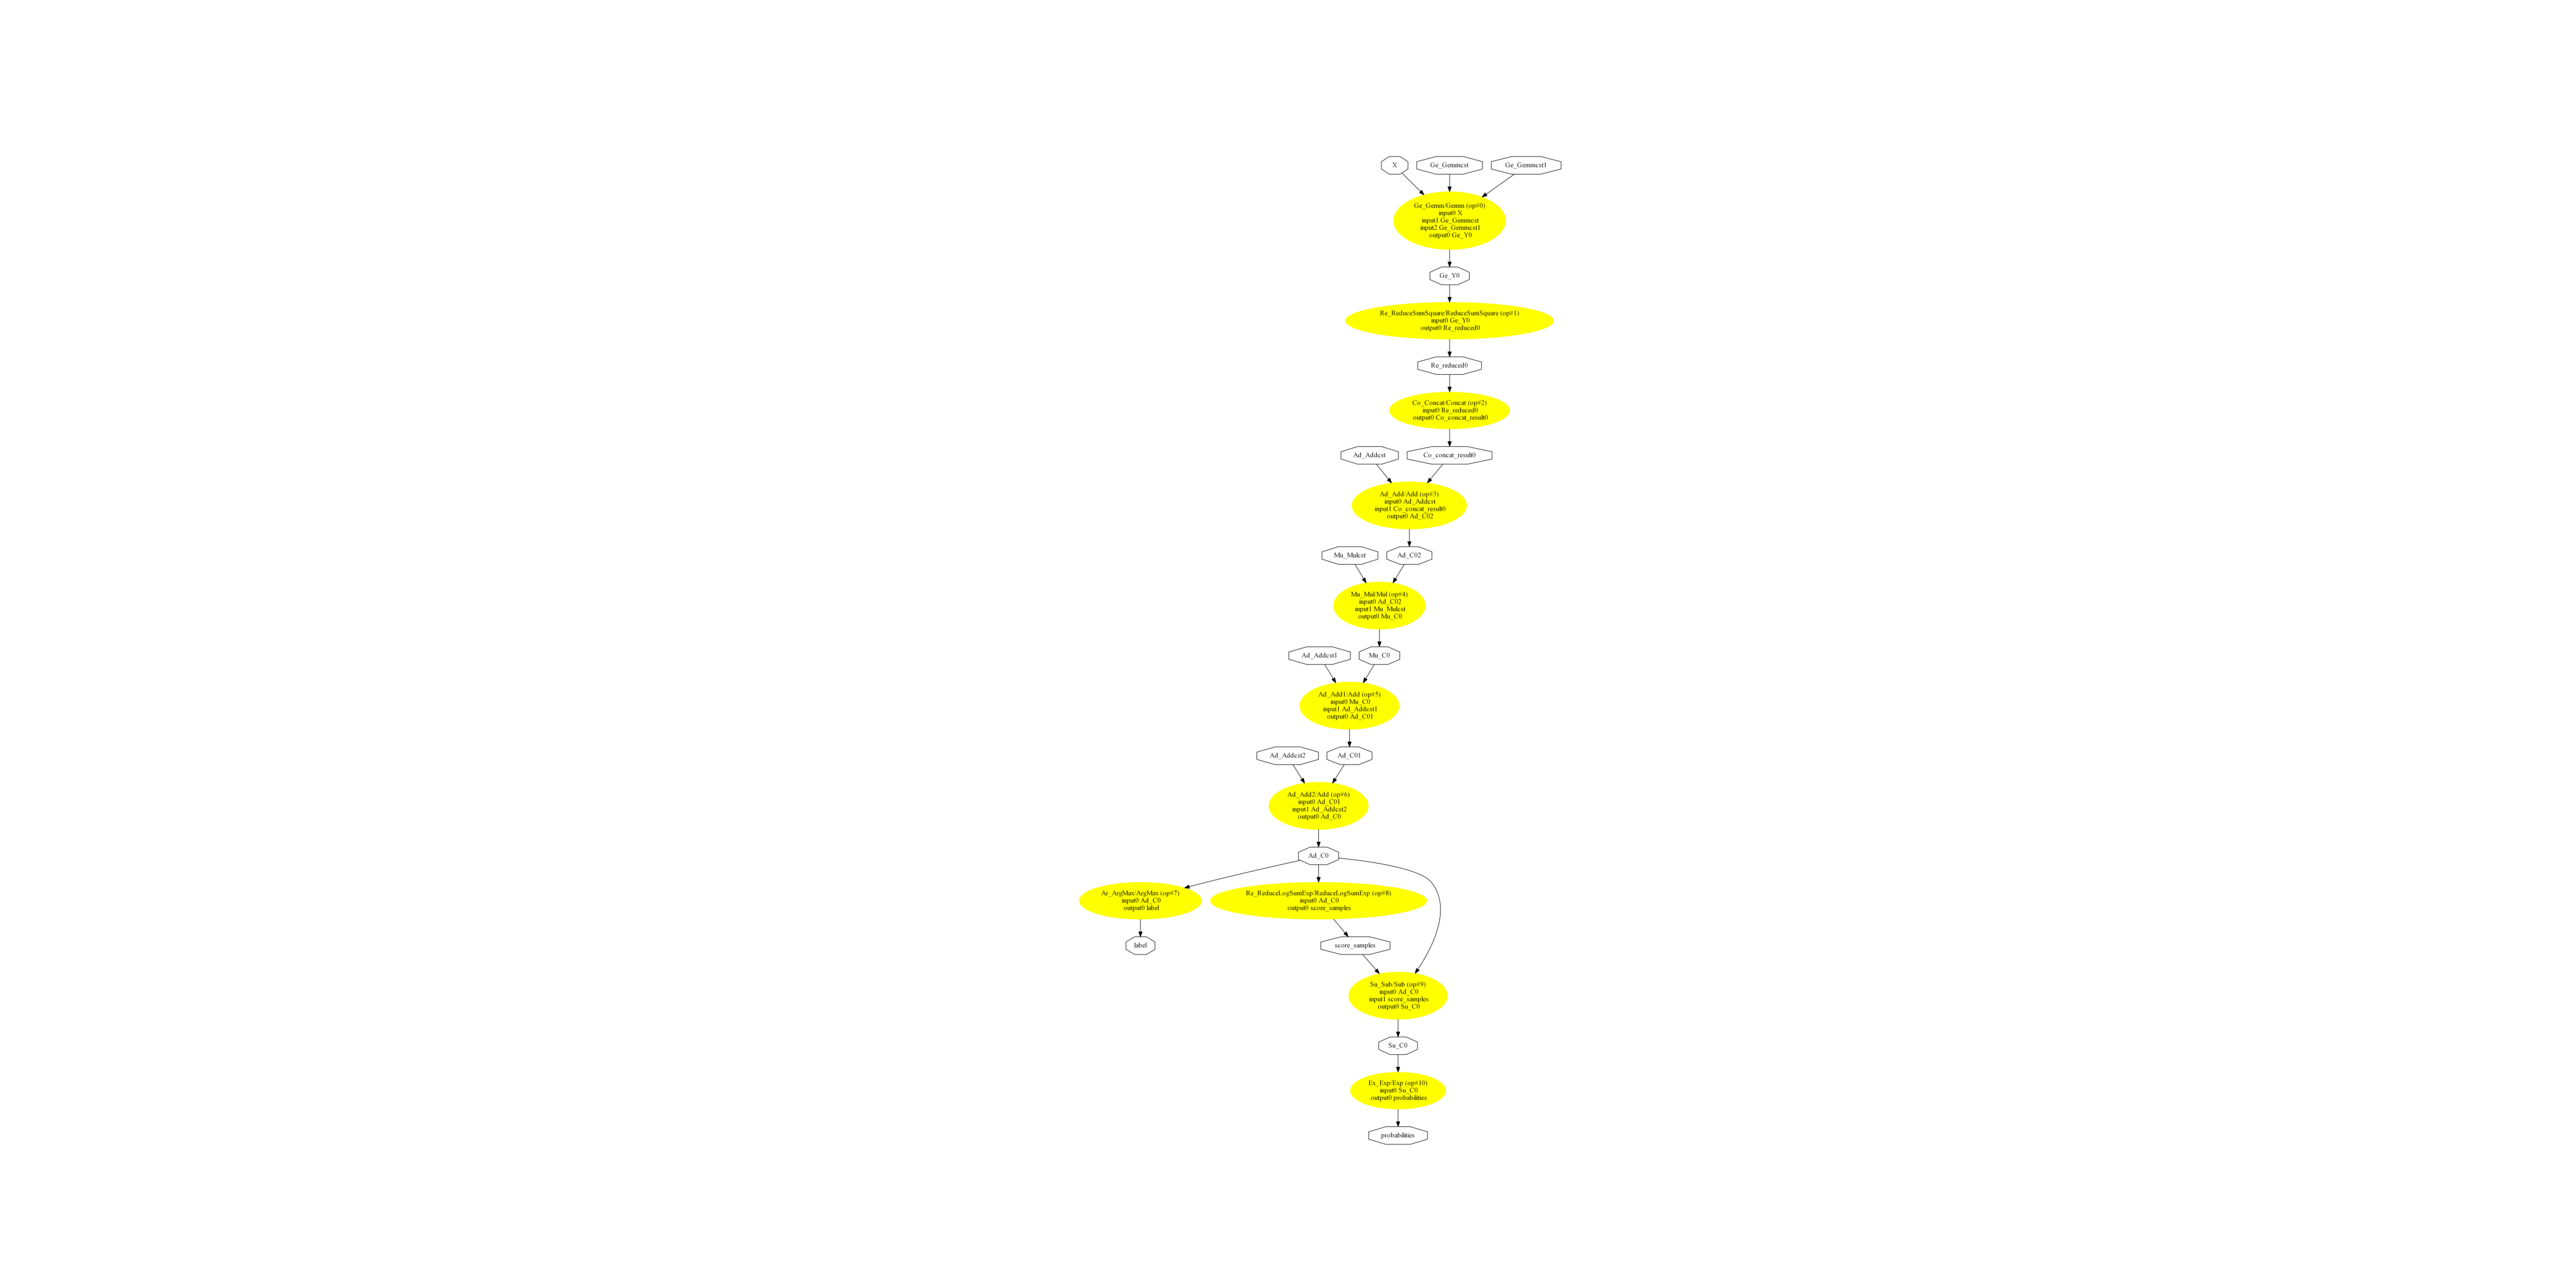 X
Ge_Gemmcst
Ge_Gemmcst1
Ge_Gemm/Gemm (op#0)
input0 X
input1 Ge_Gemmcst
input2 Ge_Gemmcst1
output0 Ge_Y0
Ge_Y0
Re_ReduceSumSquare/ReduceSumSquare (op#1)
input0 Ge_Y0
output0 Re_reduced0
Re_reduced0
Co_Concat/Concat (op#2)
input0 Re_reduced0
output0 Co_concat_result0
Ad_Addcst
Co_concat_result0
Ad_Add/Add (op#3)
input0 Ad_Addcst
input1 Co_concat_result0
output0 Ad_C02
Mu_Mulcst
Ad_C02
Mu_Mul/Mul (op#4)
input0 Ad_C02
input1 Mu_Mulcst
output0 Mu_C0
Ad_Addcst1
Mu_C0
Ad_Add1/Add (op#5)
input0 Mu_C0
input1 Ad_Addcst1
output0 Ad_C01
Ad_Addcst2
Ad_C01
Ad_Add2/Add (op#6)
input0 Ad_C01
input1 Ad_Addcst2
output0 Ad_C0
Ad_C0
Ar_ArgMax/ArgMax (op#7)
input0 Ad_C0
output0 label
Re_ReduceLogSumExp/ReduceLogSumExp (op#8)
input0 Ad_C0
output0 score_samples
label
score_samples
Su_Sub/Sub (op#9)
input0 Ad_C0
input1 score_samples
output0 Su_C0
Su_C0
Ex_Exp/Exp (op#10)
input0 Su_C0
output0 probabilities
probabilities